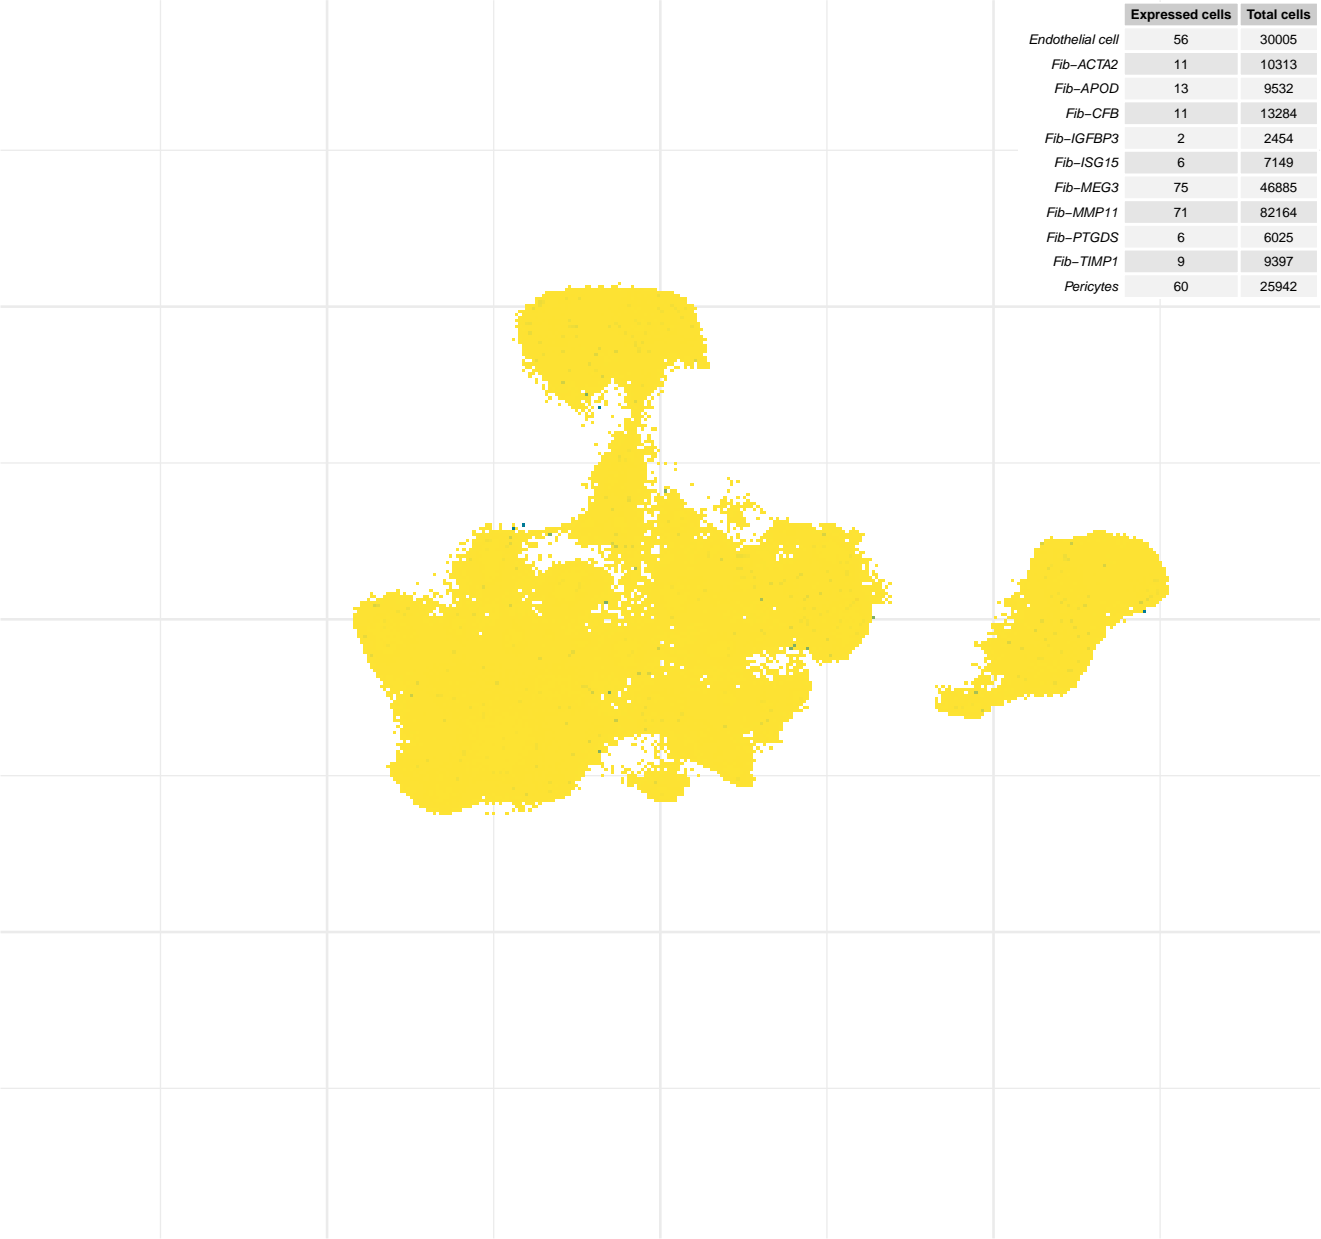 Expressed cells Total cells
Endothelial cell 56 30005
Fib−ACTA2 11 10313
Fib−APOD 13 9532
Fib−CFB 11 13284
Fib−IGFBP3 2 2454
Fib−ISG15 6 7149
Fib−MEG3 75 46885
Fib−MMP11 71 82164
Fib−PTGDS 6 6025
Fib−TIMP1 9 9397
Pericytes 60 25942